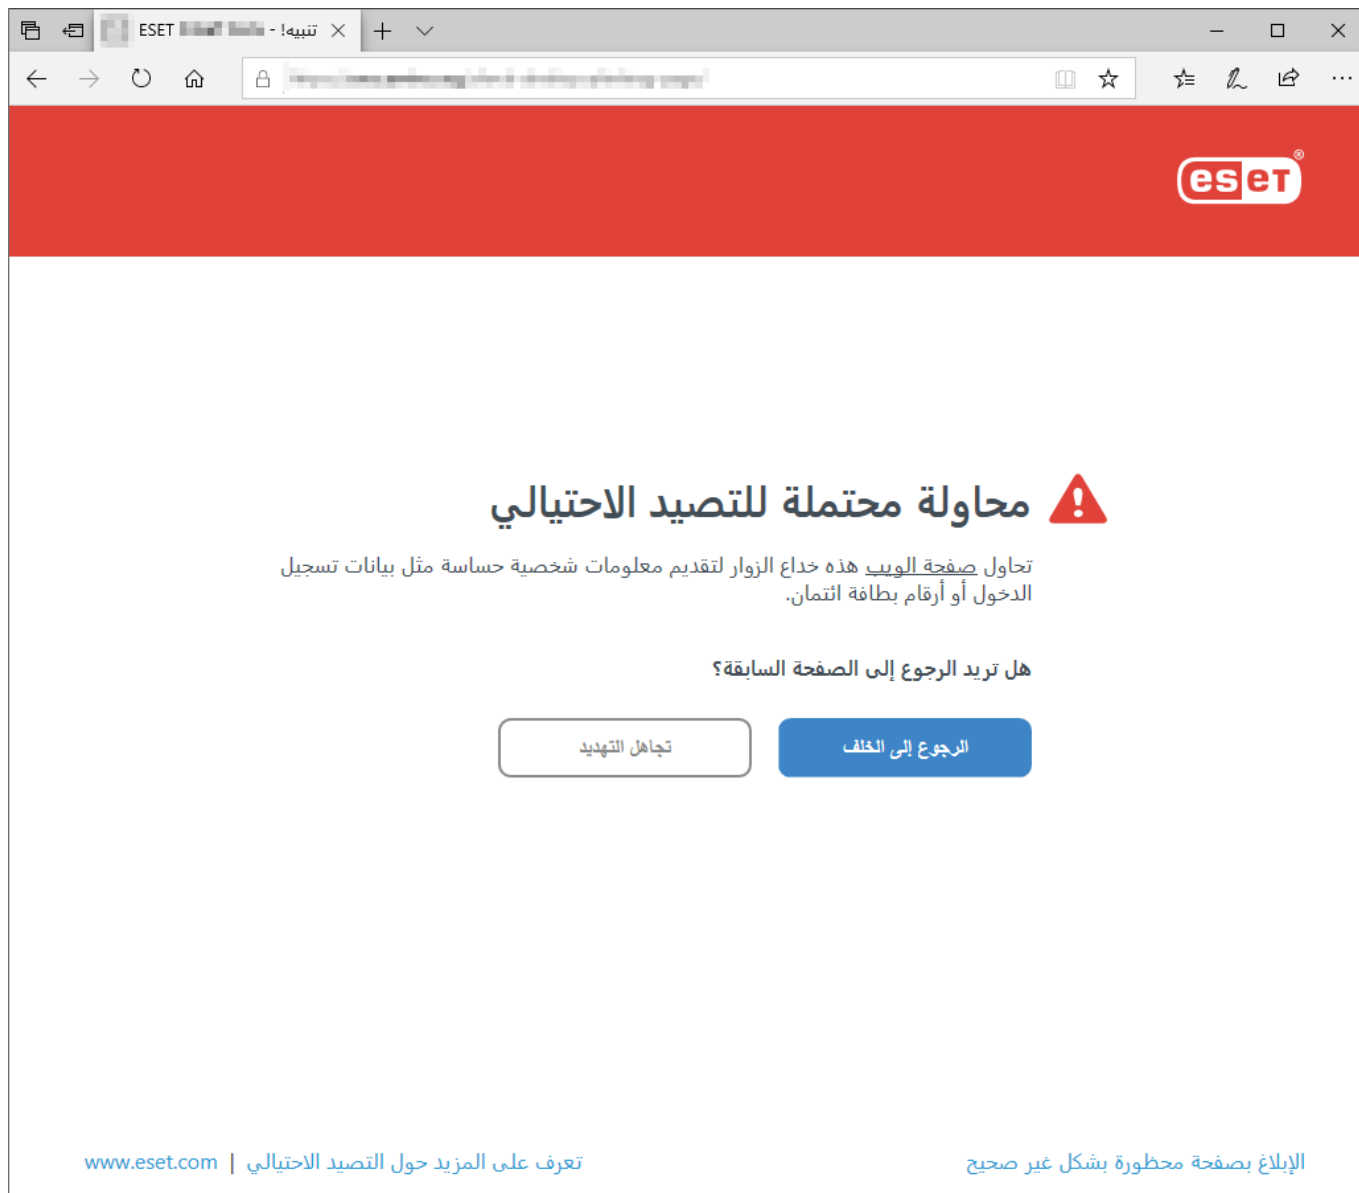 ESET - تنبيه!
eset®
محاولة محتملة للتصيد الاحتيالي
تحاول صفحة الويب هذه خداع الزوار لتقديم معلومات شخصية حساسة مثل بيانات تسجيل
الدخول أو أرقام بطاقة ائتمان.
هل تريد الرجوع إلى الصفحة السابقة؟
الرجوع إلى الخلف
تجاهل التهديد
الإبلاغ بصفحة محظورة بشكل غير صحيح
تعرف على المزيد حول التصيد الاحتيالي | www.eset.com